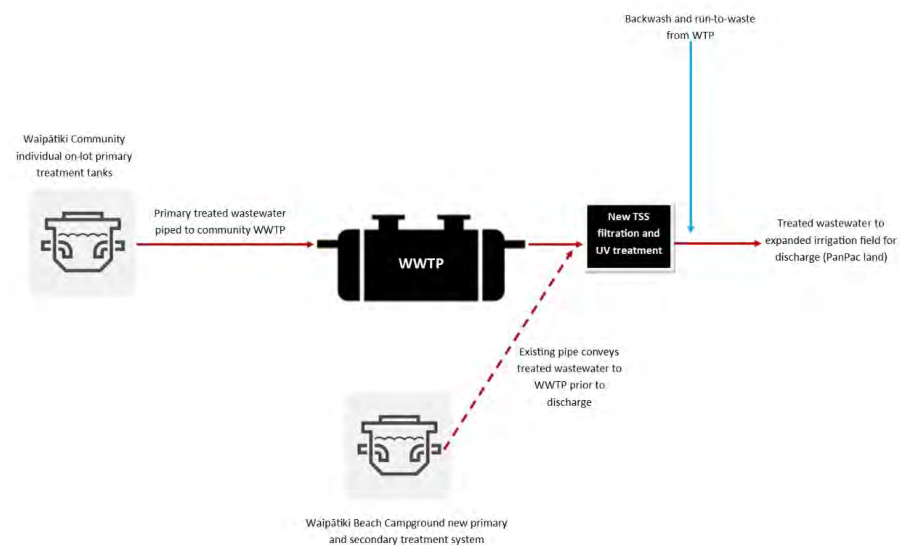 Backwash and run-to-waste
from WTP
Waipātiki Community
individual on-lot primary
treatment tanks
Primary treated wastewater
piped to community WWTP
WWTP
New TSS
filtration and
UV treatment
Treated wastewater to
expanded irrigation field for
discharge (PanPac land)
Existing pipe conveys
treated wastewater to
WWTP prior to
discharge
Waipātiki Beach Campground new primary
and secondary treatment system